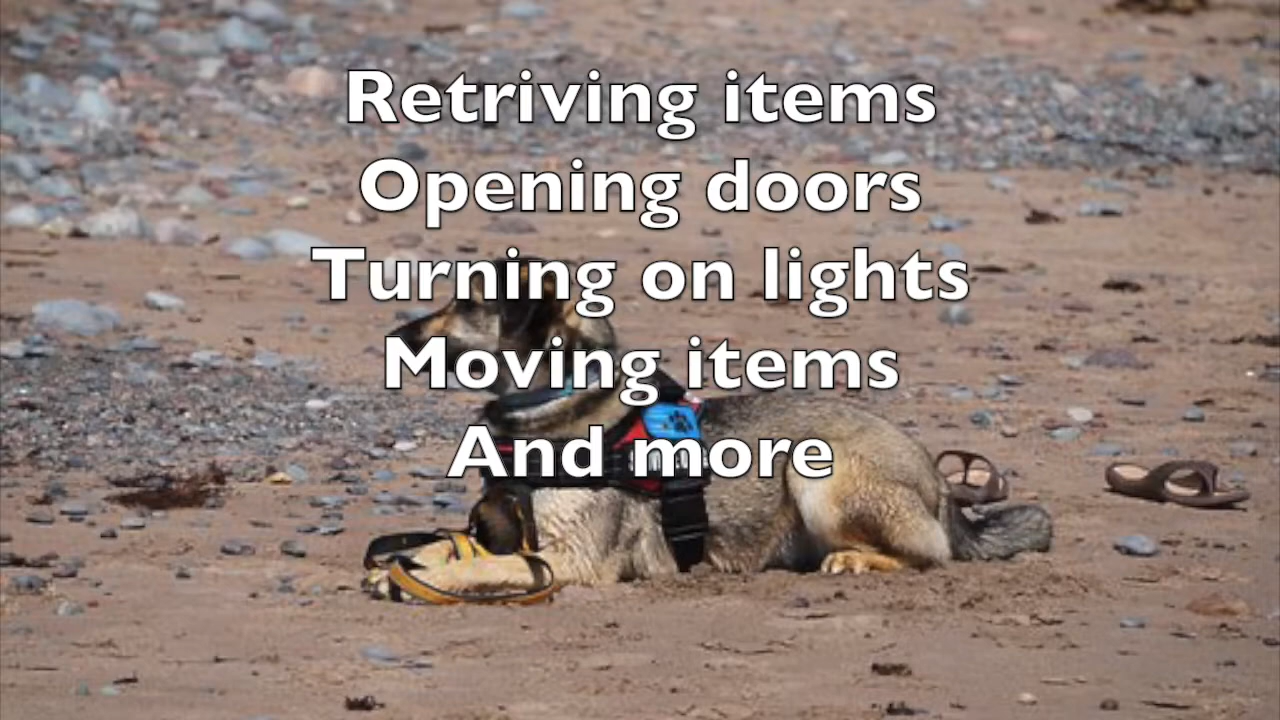 Retriving items
Opening doors
Turning on lights
Moving items
And more